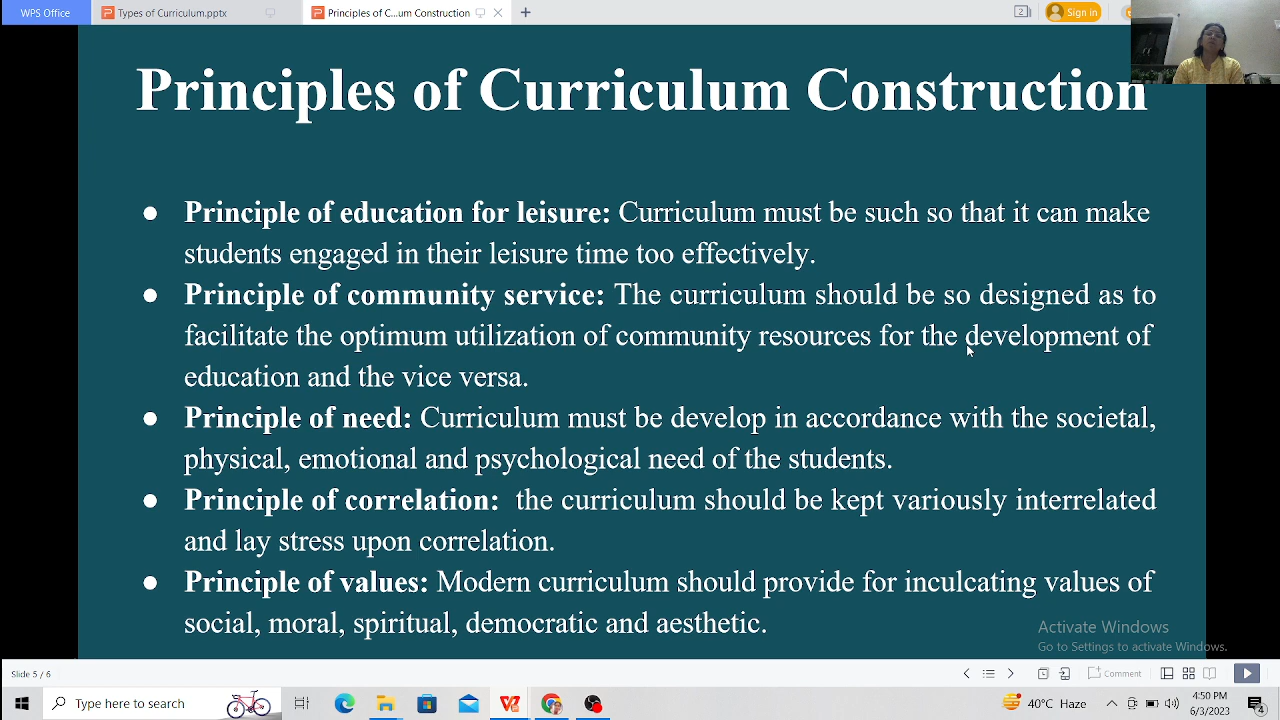 WPS Office
Types of Curriculum.pptx
Principles of C...um Construction
2
Sign in
Principles of Curriculum Construction
● Principle of education for leisure: Curriculum must be such so that it can make
students engaged in their leisure time too effectively.
● Principle of community service: The curriculum should be so designed as to
facilitate the optimum utilization of community resources for the development of
education and the vice versa.
● Principle of need: Curriculum must be develop in accordance with the societal,
physical, emotional and psychological need of the students.
● Principle of correlation: the curriculum should be kept variously interrelated
and lay stress upon correlation.
● Principle of values: Modern curriculum should provide for inculcating values of
social, moral, spiritual, democratic and aesthetic.
Activate Windows
Go to Settings to activate Windows.
Slide 5 / 6
Comment
Type here to search
40°C Haze
4:50 PM
6/3/2023
4